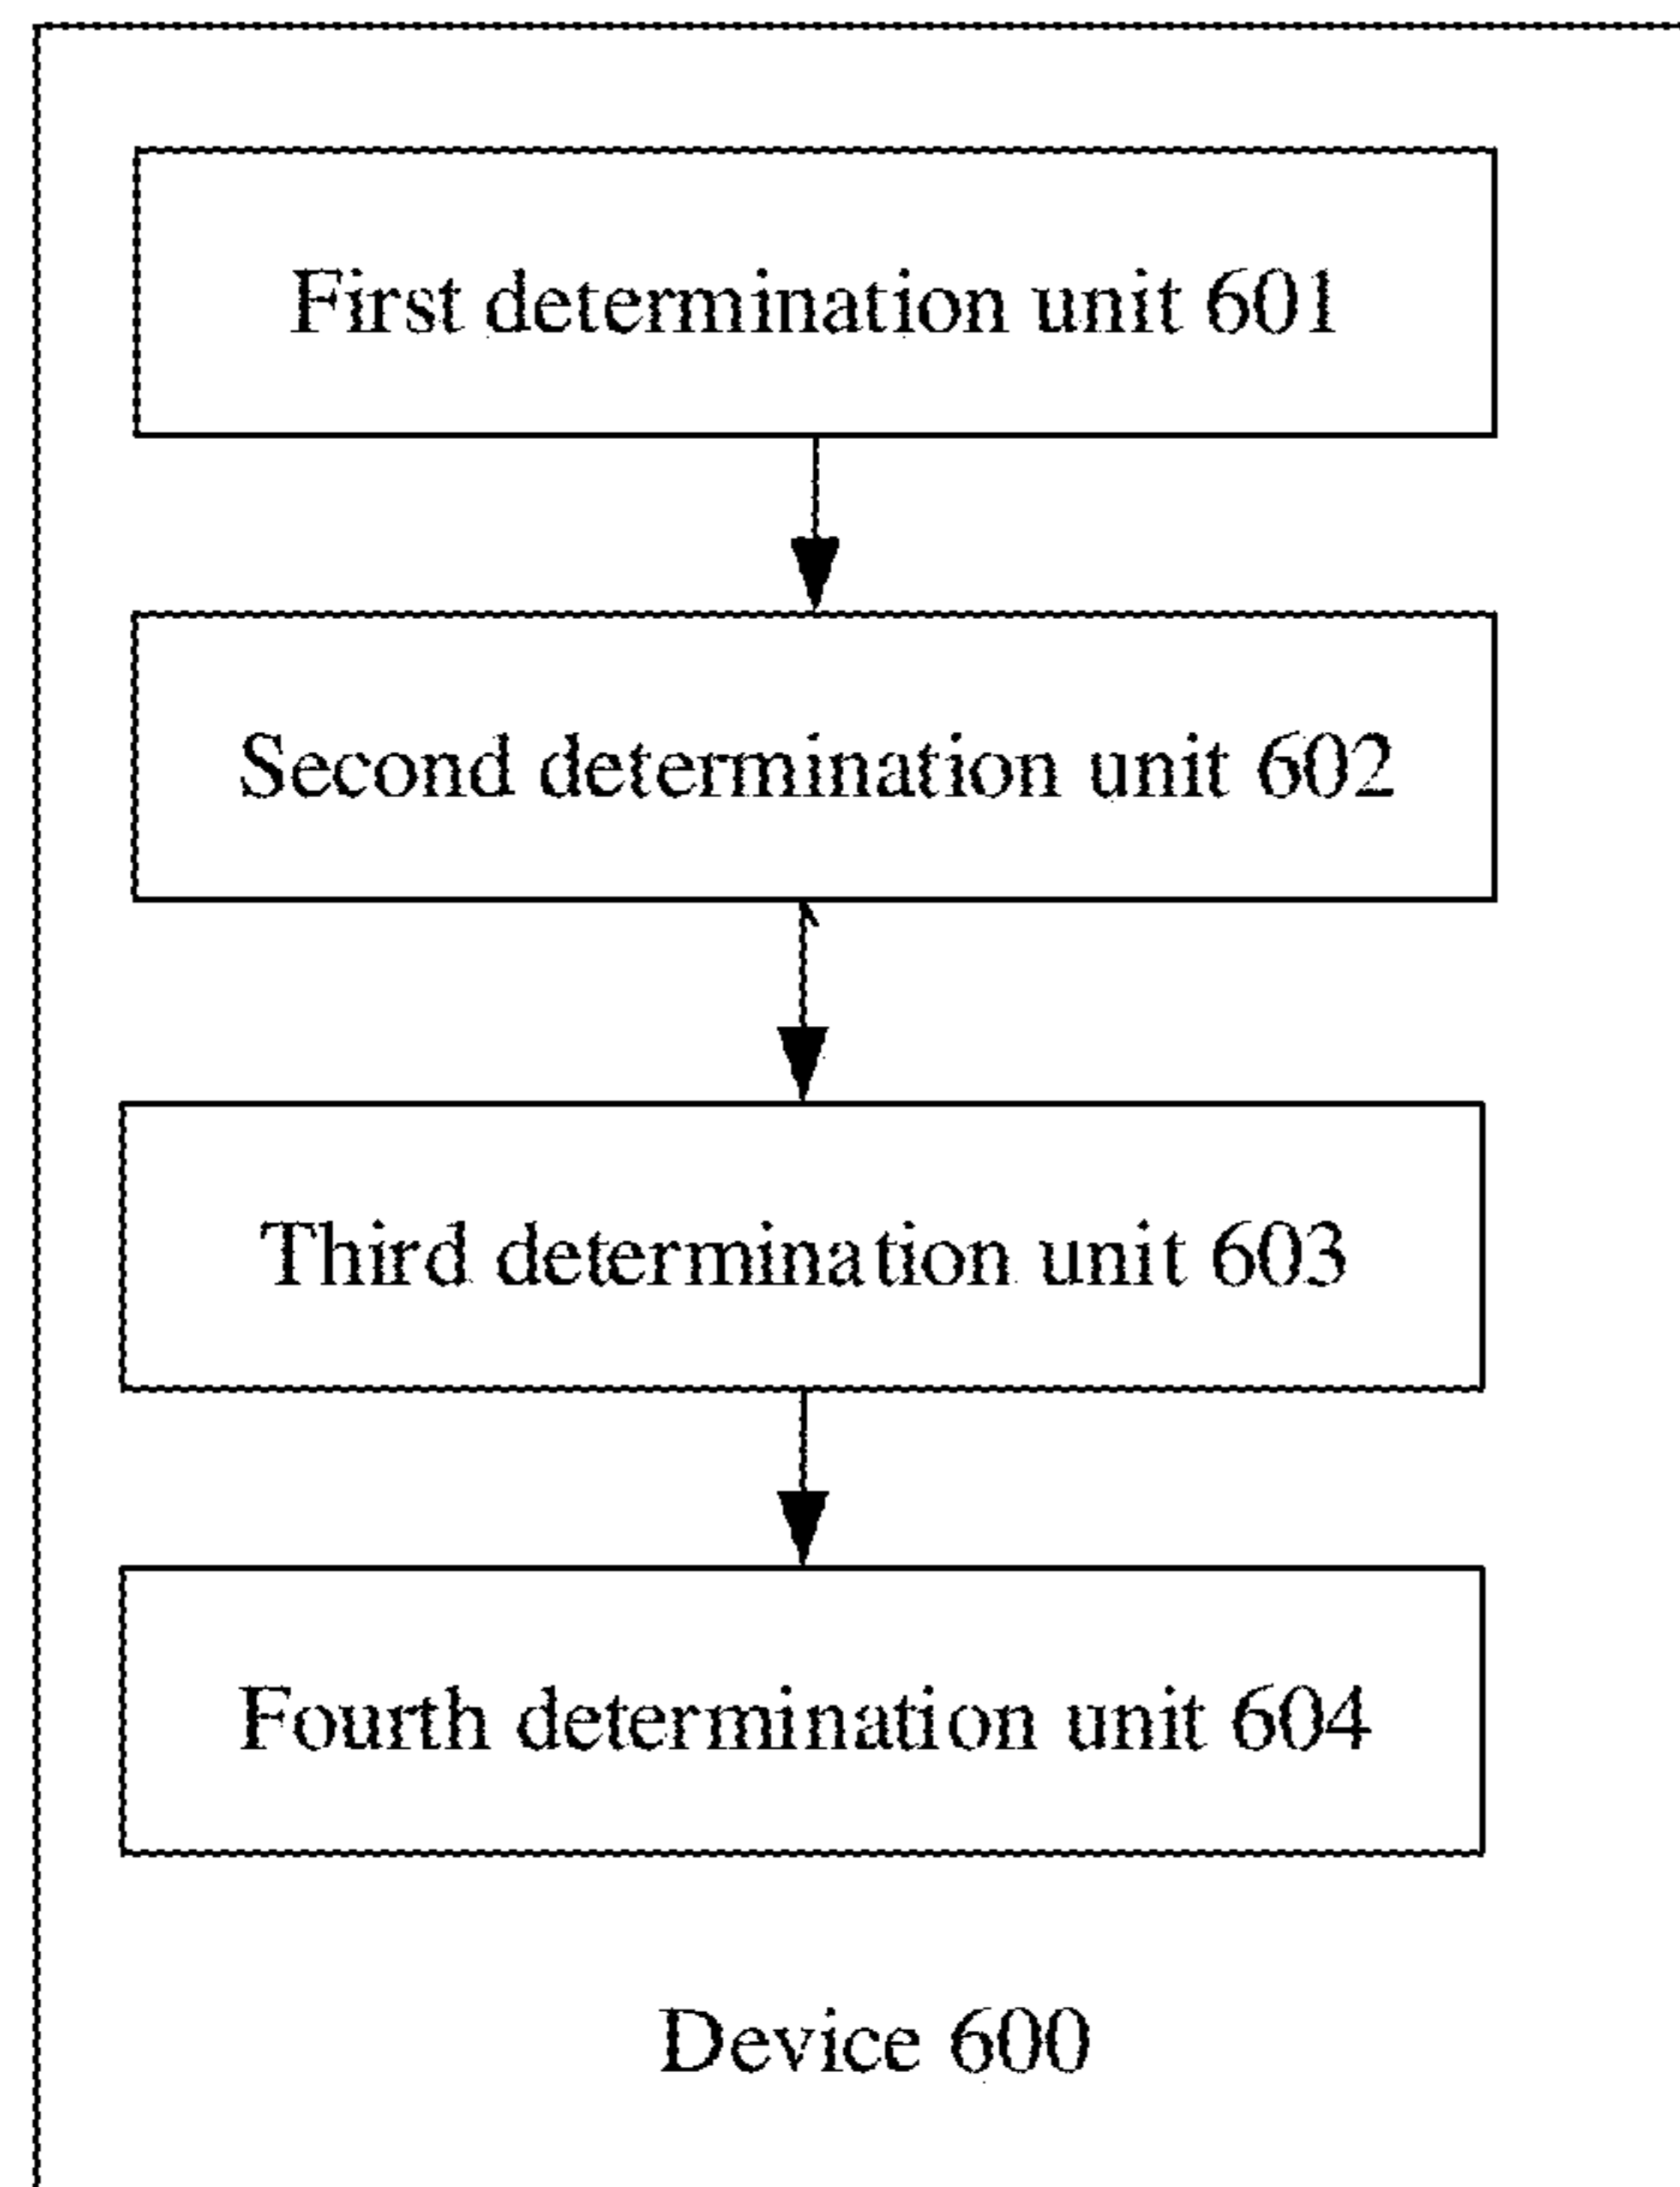 First determination unit 601
Second determination unit 602
Third determination unit 603
Fourth determination unit 604
Device 600